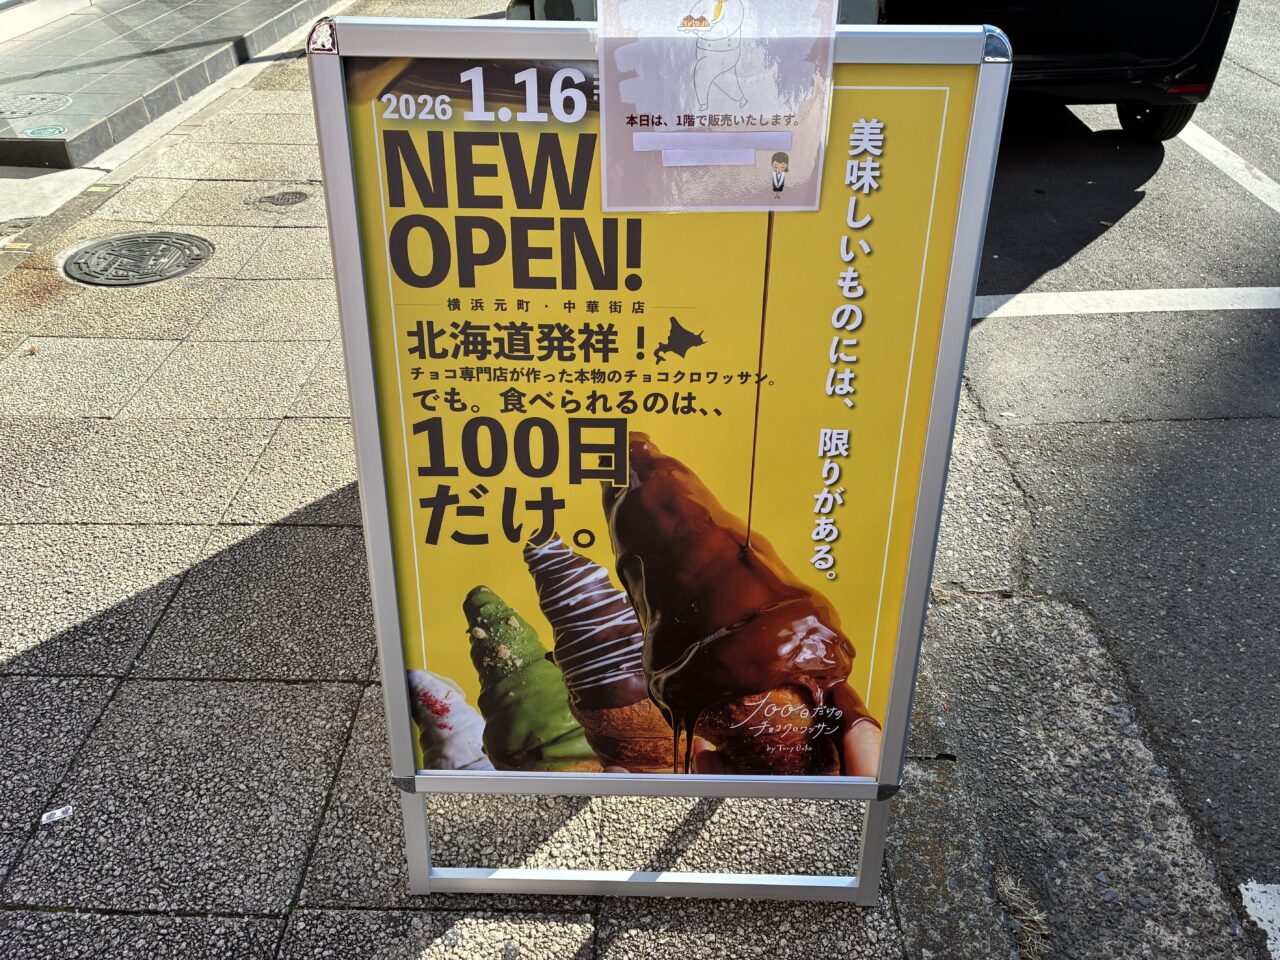 本日は、1階で販売いたします。
2026 1.16
NEW
OPEN!
横浜元町・中華街店
北海道発祥！
チョコ専門店が作った本物のチョコクロワッサン。
でも。食べられるのは、、
100日
だけ。
美味しいものには、限りがある。
100日だけの
チョコクロワッサン